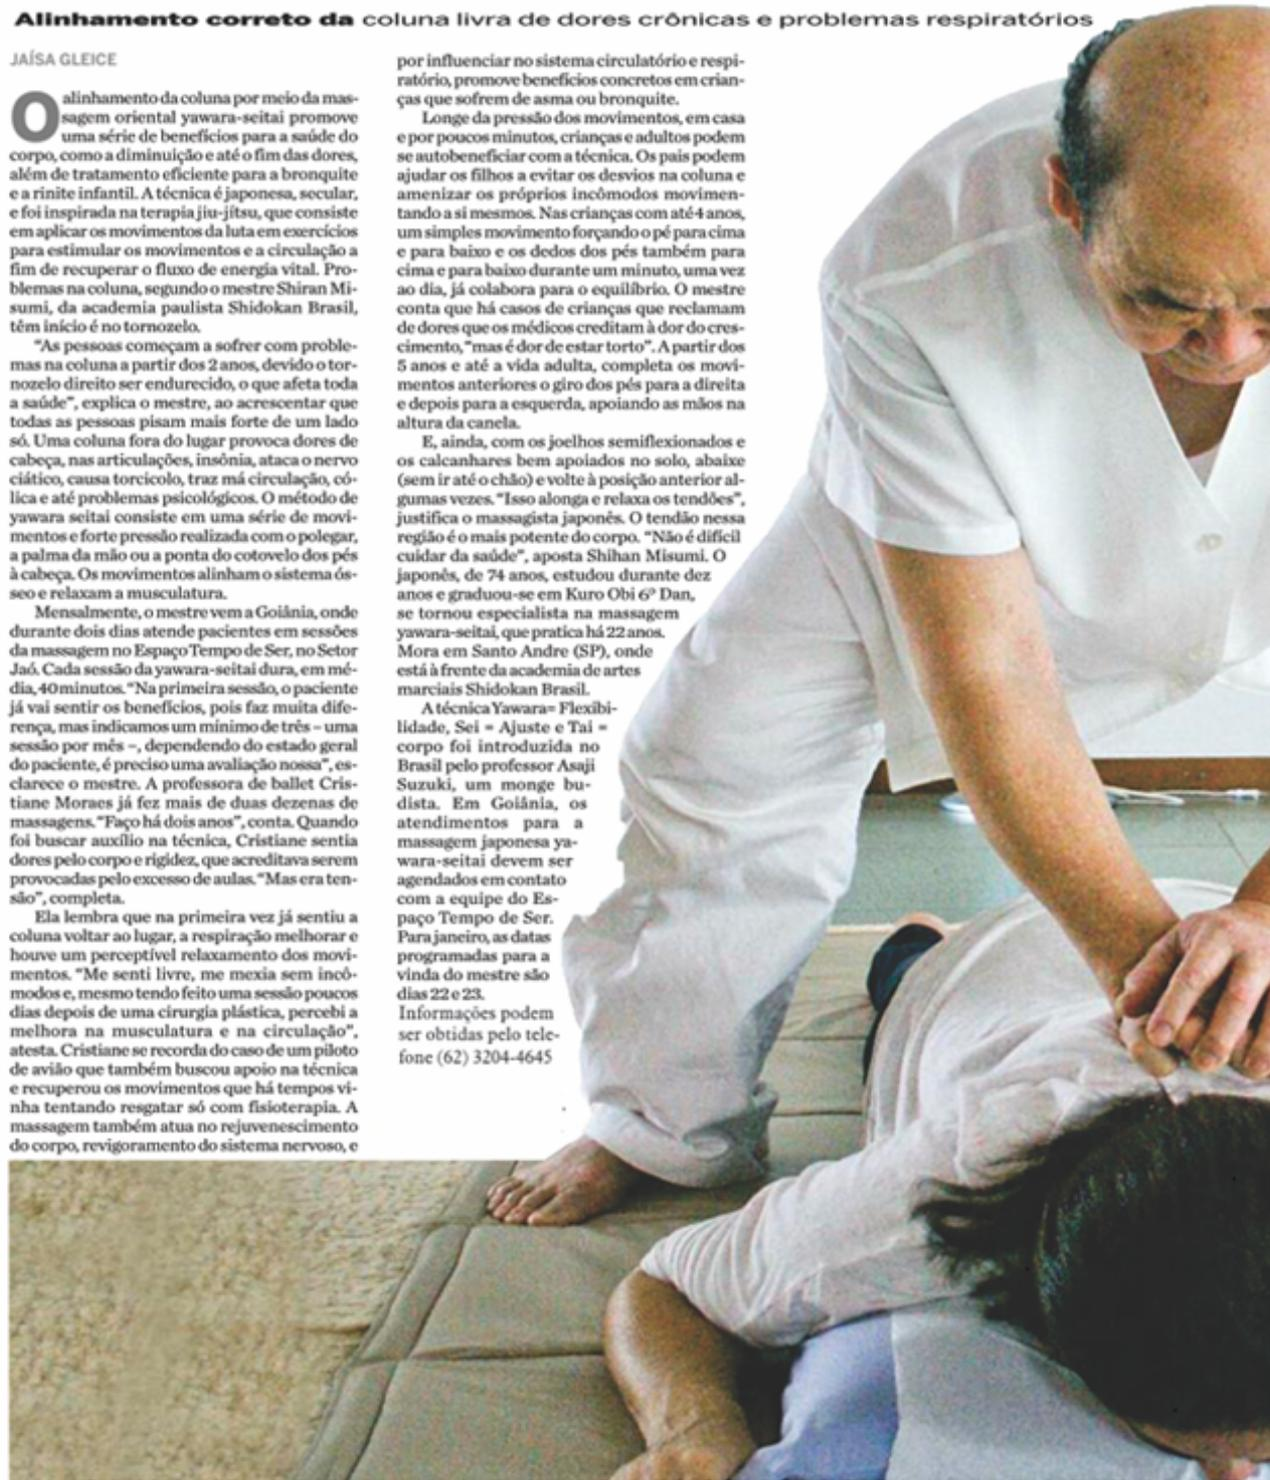 Alinhamento correto da coluna livra de dores crônicas e problemas respiratórios
JAÍSA GLEICE
O alinhamento da coluna por meio da mas-
sagem oriental yawara-seitai promove
uma série de benefícios para a saúde do
corpo, como a diminuição e até o fim das dores,
além de tratamento eficiente para a bronquite
e a rinite infantil. A técnica é japonesa, secular,
e foi inspirada na terapia jiu-jítsu, que consiste
em aplicar os movimentos da luta em exercícios
para estimular os movimentos e a circulação a
fim de recuperar o fluxo de energia vital. Pro-
blemas na coluna, segundo o mestre Shiran Mi-
sumi, da academia paulista Shidokan Brasil,
têm início é no tornozelo.
“As pessoas começam a sofrer com proble-
mas na coluna a partir dos 2 anos, devido o tor-
nozelo direito ser endurecido, o que afeta toda
a saúde”, explica o mestre, ao acrescentar que
todas as pessoas pisam mais forte de um lado
só. Uma coluna fora do lugar provoca dores de
cabeça, nas articulações, insônia, ataca o nervo
ciático, causa torcicolo, traz má circulação, có-
lica e até problemas psicológicos. O método de
yawara seitai consiste em uma série de movi-
mentos e forte pressão realizada com o polegar,
a palma da mão ou a ponta do cotovelo dos pés
à cabeça. Os movimentos alinham o sistema ós-
seo e relaxam a musculatura.
Mensalmente, o mestre vem a Goiânia, onde
durante dois dias atende pacientes em sessões
da massagem no Espaço Tempo de Ser, no Setor
Jaó. Cada sessão da yawara-seitai dura, em mé-
dia, 40 minutos. “Na primeira sessão, o paciente
já vai sentir os benefícios, pois faz muita dife-
rença, mas indicamos um mínimo de três – uma
sessão por mês –, dependendo do estado geral
do paciente, é preciso uma avaliação nossa”, es-
clarece o mestre. A professora de ballet Cris-
tiane Moraes já fez mais de duas dezenas de
massagens. “Faço há dois anos”, conta. Quando
foi buscar auxílio na técnica, Cristiane sentia
dores pelo corpo e rigidez, que acreditava serem
provocadas pelo excesso de aulas. “Mas era ten-
são”, completa.
Ela lembra que na primeira vez já sentiu a
coluna voltar ao lugar, a respiração melhorar e
houve um perceptível relaxamento dos movi-
mentos. “Me senti livre, me mexia sem incô-
modos e, mesmo tendo feito uma sessão poucos
dias depois de uma cirurgia plástica, percebi a
melhora na musculatura e na circulação”,
atesta. Cristiane se recorda do caso de um piloto
de avião que também buscou apoio na técnica
e recuperou os movimentos que há tempos vi-
nha tentando resgatar só com fisioterapia. A
massagem também atua no rejuvenescimento
do corpo, revigoramento do sistema nervoso, e
por influenciar no sistema circulatório e respi-
ratório, promove benefícios concretos em crian-
ças que sofrem de asma ou bronquite.
Longe da pressão dos movimentos, em casa
e por poucos minutos, crianças e adultos podem
se autobeneficiar com a técnica. Os pais podem
ajudar os filhos a evitar os desvios na coluna e
amenizar os próprios incômodos movimen-
tando a si mesmos. Nas crianças com até 4 anos,
um simples movimento forçando o pé para cima
e para baixo e os dedos dos pés também para
cima e para baixo durante um minuto, uma vez
ao dia, já colabora para o equilíbrio. O mestre
conta que há casos de crianças que reclamam
de dores que os médicos creditam à dor do cres-
cimento, “mas é dor de estar torto”. A partir dos
5 anos e até a vida adulta, completa os movi-
mentos anteriores o giro dos pés para a direita
e depois para a esquerda, apoiando as mãos na
altura da canela.
E, ainda, com os joelhos semiflexionados e
os calcanhares bem apoiados no solo, abaixe
(sem ir até o chão) e volte à posição anterior al-
gumas vezes. “Isso alonga e relaxa os tendões”,
justifica o massagista japonês. O tendão nessa
região é o mais potente do corpo. “Não é difícil
cuidar da saúde”, aposta Shihan Misumi. O
japonês, de 74 anos, estudou durante dez
anos e graduou-se em Kuro Obi 6º Dan,
se tornou especialista na massagem
yawara-seitai, que pratica há 22 anos.
Mora em Santo Andre (SP), onde
está à frente da academia de artes
marciais Shidokan Brasil.
A técnica Yawara= Flexibi-
lidade, Sei = Ajuste e Tai =
corpo foi introduzida no
Brasil pelo professor Asaji
Suzuki, um monge bu-
dista. Em Goiânia, os
atendimentos para a
massagem japonesa ya-
wara-seitai devem ser
agendados em contato
com a equipe do Es-
paço Tempo de Ser.
Para janeiro, as datas
programadas para a
vinda do mestre são
dias 22 e 23.
Informações podem
ser obtidas pelo tele-
fone (62) 3204-4645